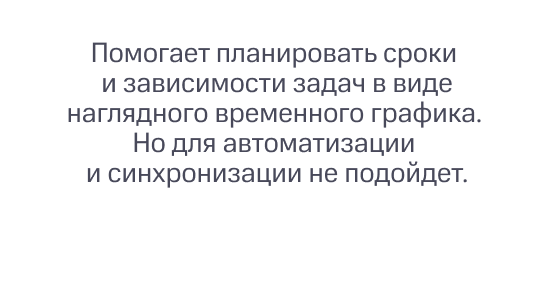 Помогает планировать сроки
и зависимости задач в виде
наглядного временного графика.
Но для автоматизации
и синхронизации не подойдет.